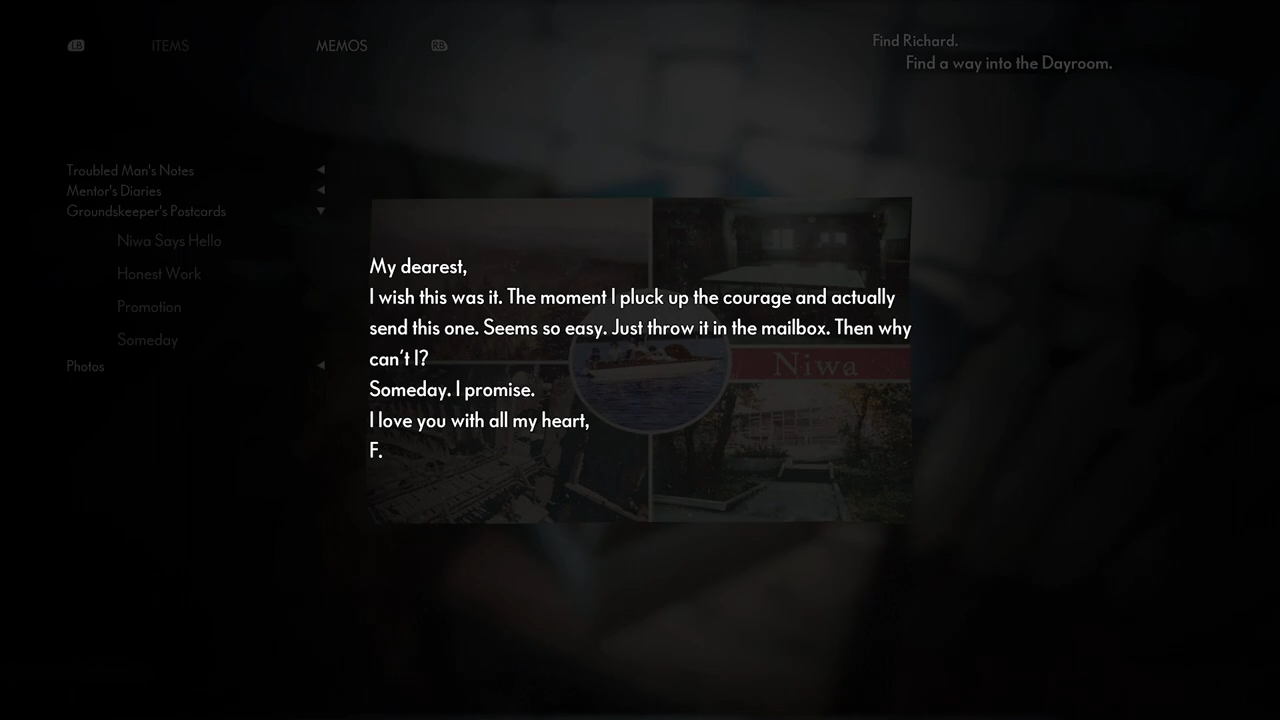 LB ITEMS MEMOS RB
Find Richard.
Find a way into the Dayroom.
Troubled Man's Notes
Mentor's Diaries
Groundskeeper's Postcards
Niwa Says Hello
Honest Work
Promotion
Someday
Photos
My dearest,
I wish this was it. The moment I pluck up the courage and actually
send this one. Seems so easy. Just throw it in the mailbox. Then why
can't I?
Someday. I promise.
I love you with all my heart,
F.
Niwa